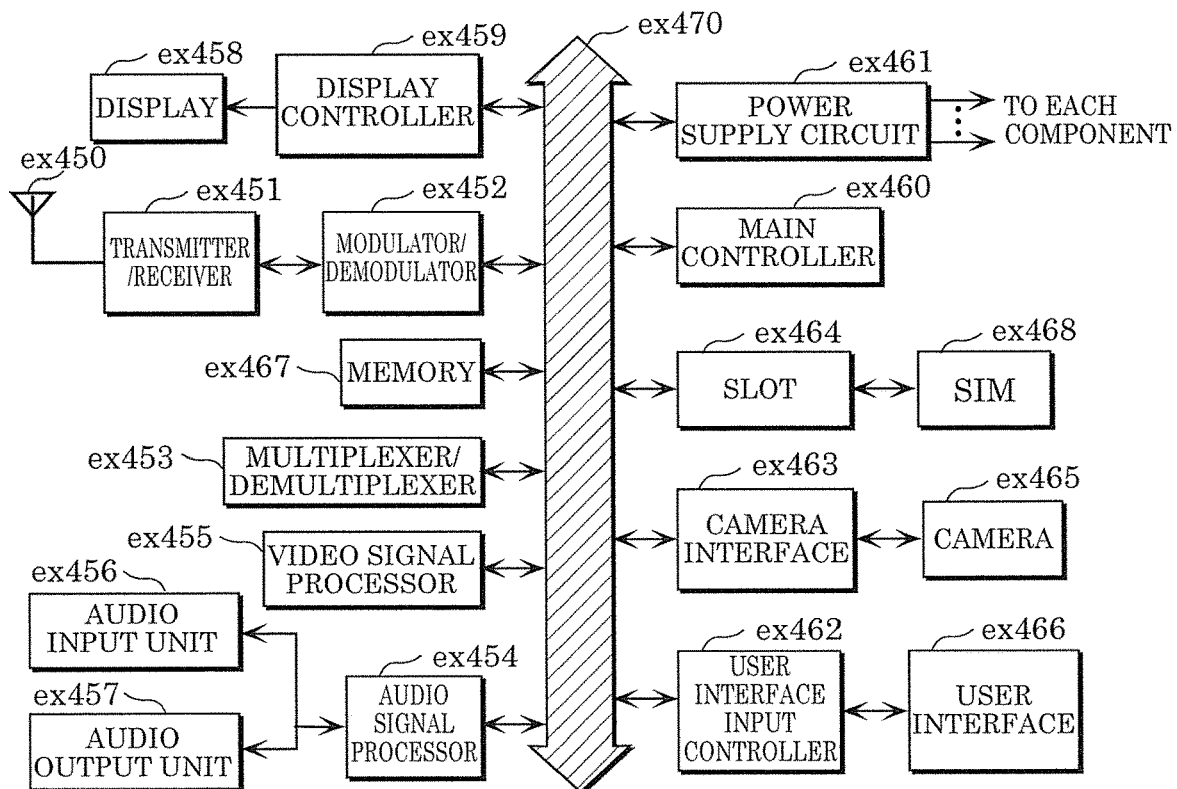 ex458
DISPLAY
ex459
DISPLAY
CONTROLLER
ex470
ex461
POWER
SUPPLY CIRCUIT
TO EACH
COMPONENT
ex450
ex451
TRANSMITTER
/RECEIVER
ex452
MODULATOR/
DEMODULATOR
ex460
MAIN
CONTROLLER
ex467
MEMORY
ex464
SLOT
ex468
SIM
ex453
MULTIPLEXER/
DEMULTIPLEXER
ex463
CAMERA
INTERFACE
ex465
CAMERA
ex455
VIDEO SIGNAL
PROCESSOR
ex456
AUDIO
INPUT UNIT
ex457
AUDIO
OUTPUT UNIT
ex454
AUDIO
SIGNAL
PROCESSOR
ex462
USER
INTERFACE
INPUT
CONTROLLER
ex466
USER
INTERFACE